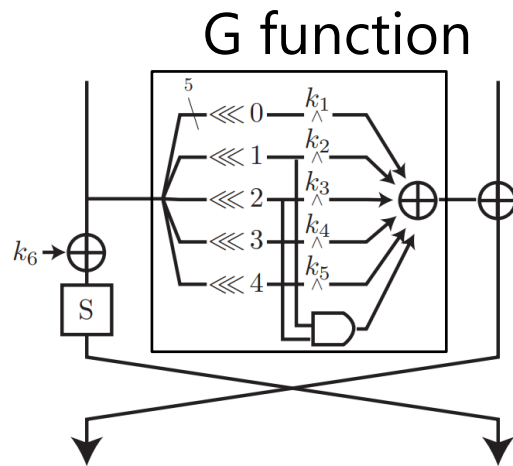 G function
5
⋘ 0 k₁ ∧
⋘ 1 k₂ ∧
⋘ 2 k₃ ∧
⋘ 3 k₄ ∧
⋘ 4 k₅ ∧
k₆
S